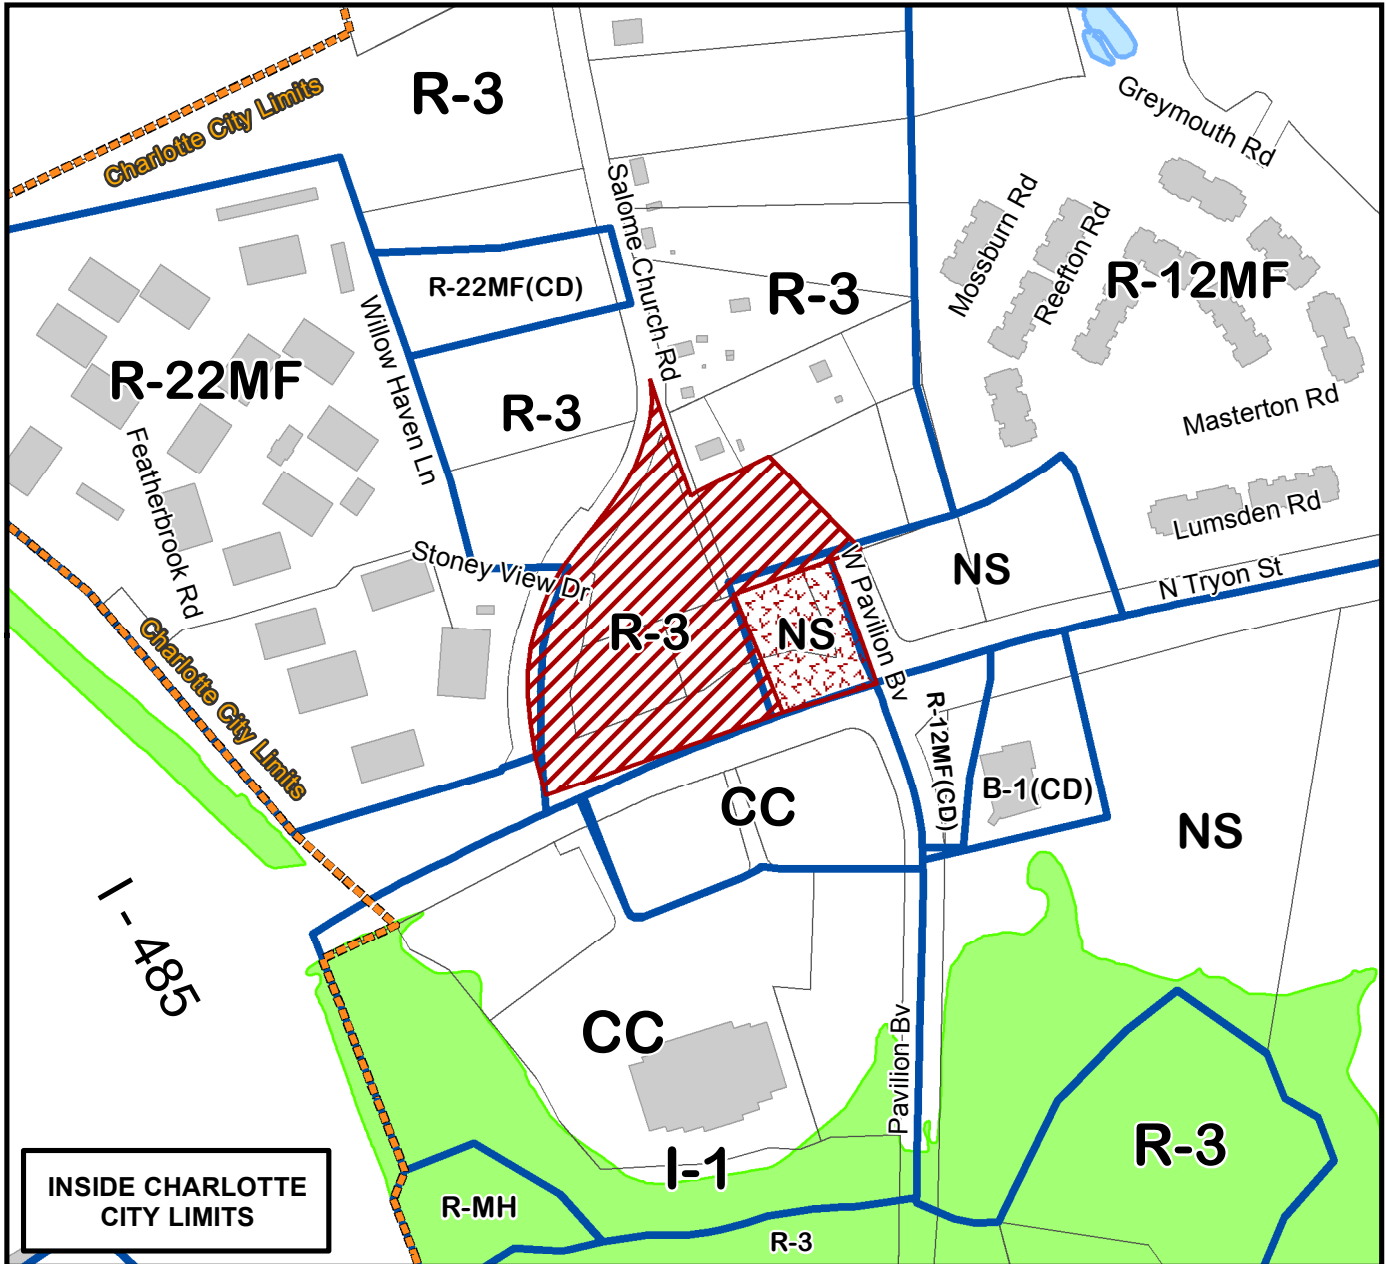 R-3
Charlotte City Limits
Greymouth Rd
Salome Church Rd
Mossburn Rd
Reefton Rd
R-12MF
R-22MF(CD)
R-3
Willow Haven Ln
R-22MF
R-3
Masterton Rd
Featherbrook Rd
Lumsden Rd
Stoney View Dr
W Pavilion Bv
NS
N Tryon St
R-3
NS
Charlotte City Limits
R-12MF(CD)
B-1(CD)
CC
NS
I - 485
CC
Pavilion Bv
R-3
I-1
INSIDE CHARLOTTE
CITY LIMITS
R-MH
R-3